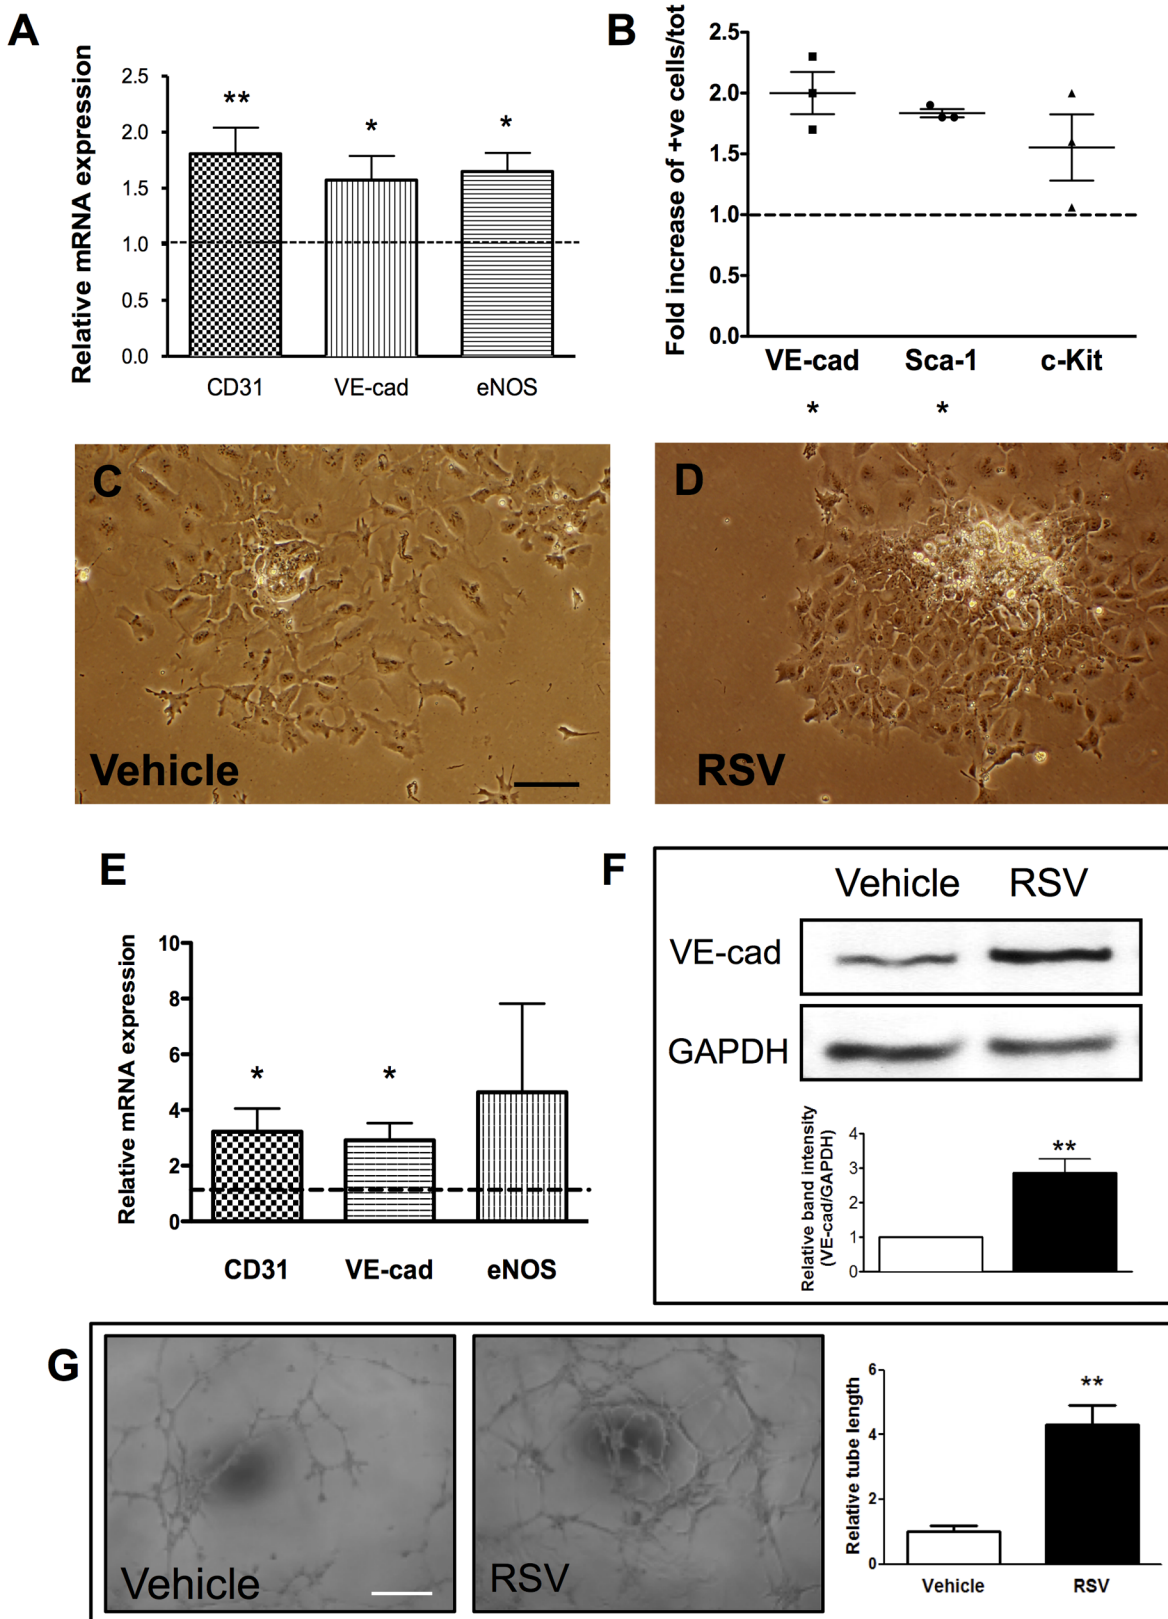 A
Relative mRNA expression
2.5
2.0
1.5
1.0
0.5
0.0
**
*
*
CD31 VE-cad eNOS
B
Fold increase of +ve cells/tot
2.5
2.0
1.5
1.0
0.5
0.0
VE-cad Sca-1 c-Kit
* *
C
Vehicle
D
RSV
E
Relative mRNA expression
10
8
6
4
2
0
* *
CD31 VE-cad eNOS
F
Vehicle RSV
VE-cad
GAPDH
Relative band intensity
(VE-cad/GAPDH)
4
3
2
1
0
**
G
Vehicle
RSV
Relative tube length
6
4
2
0
**
Vehicle RSV